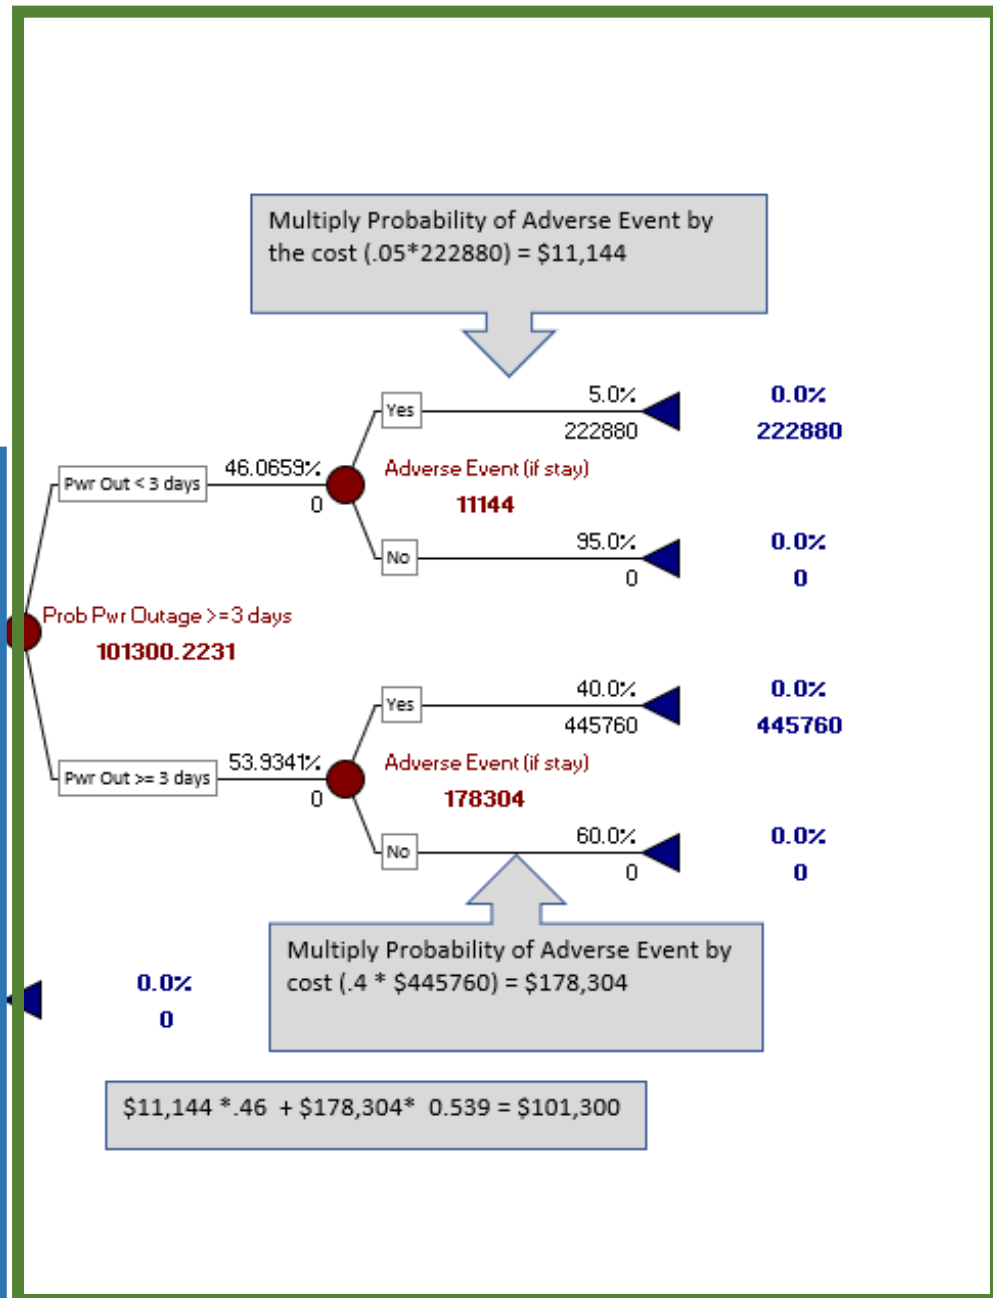 Multiply Probability of Adverse Event by
the cost (.05*222880) = $11,144
5.0%
0.0%
Yes
222880
222880
46.0659%
Adverse Event (if stay)
Pwr Out < 3 days
0
11144
95.0%
0.0%
No
0
0
Prob Pwr Outage >=3 days
101300.2231
40.0%
0.0%
Yes
445760
445760
53.9341%
Adverse Event (if stay)
Pwr Out >= 3 days
0
178304
60.0%
0.0%
No
0
0
Multiply Probability of Adverse Event by
cost (.4 * $445760) = $178,304
0.0%
0
$11,144 *.46 + $178,304* 0.539 = $101,300